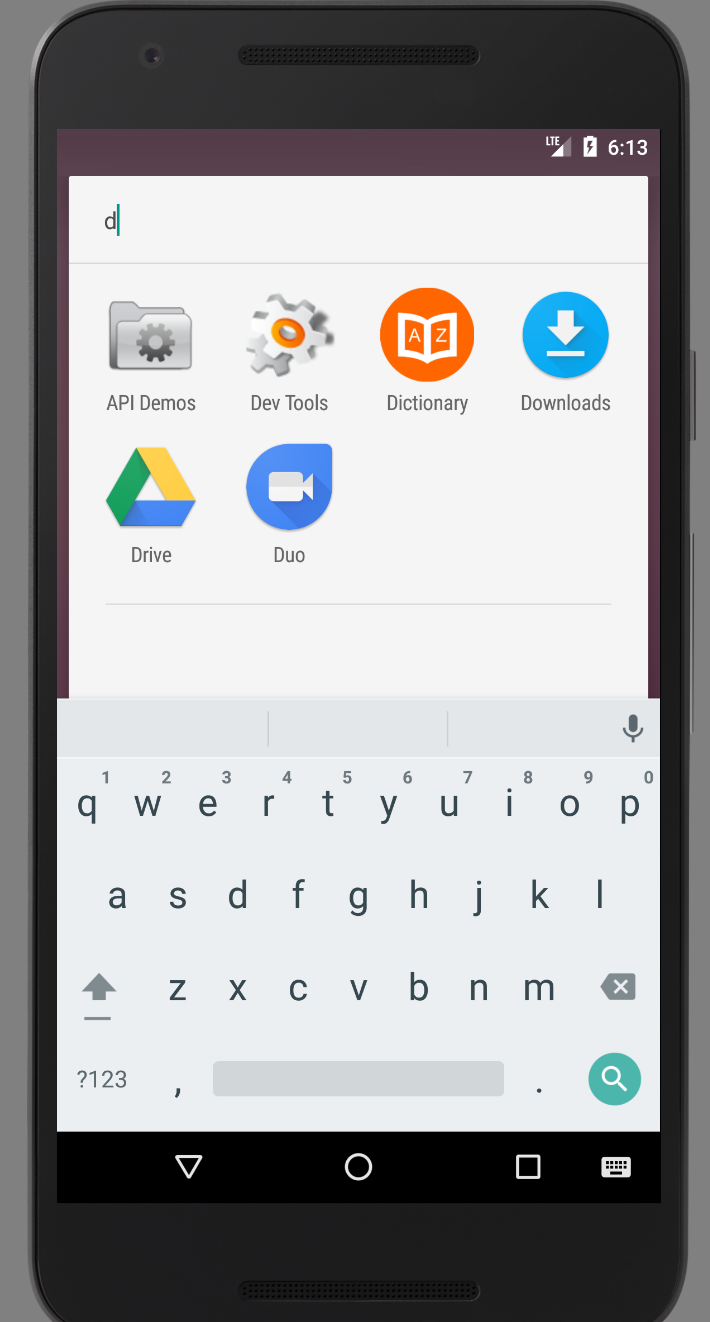 LTE 6:13
d
A Z
API Demos Dev Tools Dictionary Downloads
Drive Duo
1 2 3 4 5 6 7 8 9 0
q w e r t y u i o p
a s d f g h j k l
z x c v b n m
?123 , .